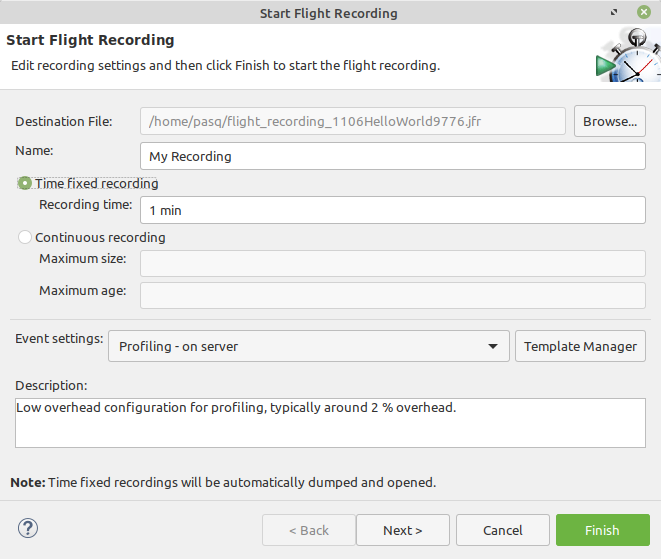 Start Flight Recording
Start Flight Recording
Edit recording settings and then click Finish to start the flight recording.
Destination File: /home/pasq/flight_recording_1106HelloWorld9776.jfr Browse...
Name: My Recording
Time fixed recording
Recording time: 1 min
Continuous recording
Maximum size:
Maximum age:
Event settings: Profiling - on server Template Manager
Description:
Low overhead configuration for profiling, typically around 2 % overhead.
Note: Time fixed recordings will be automatically dumped and opened.
? < Back Next > Cancel Finish